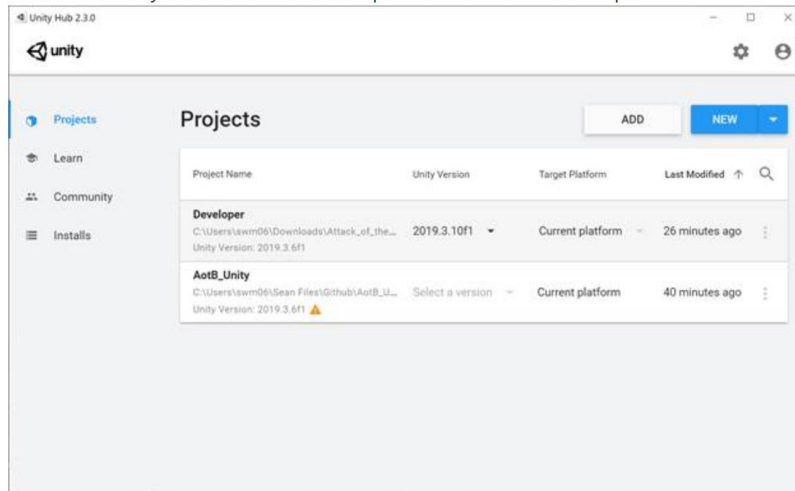 Unity Hub 2.3.0
unity
Projects
Learn
Community
Installs
Projects
ADD
NEW
Project Name
Unity Version
Target Platform
Last Modified
Developer
C:\Users\swm06\Downloads\Attack_of_the...
Unity Version: 2019.3.6f1
2019.3.10f1
Current platform
26 minutes ago
AotB_Unity
C:\Users\swm06\Sean Files\Github\AotB_U...
Unity Version: 2019.3.6f1
Select a version
Current platform
40 minutes ago